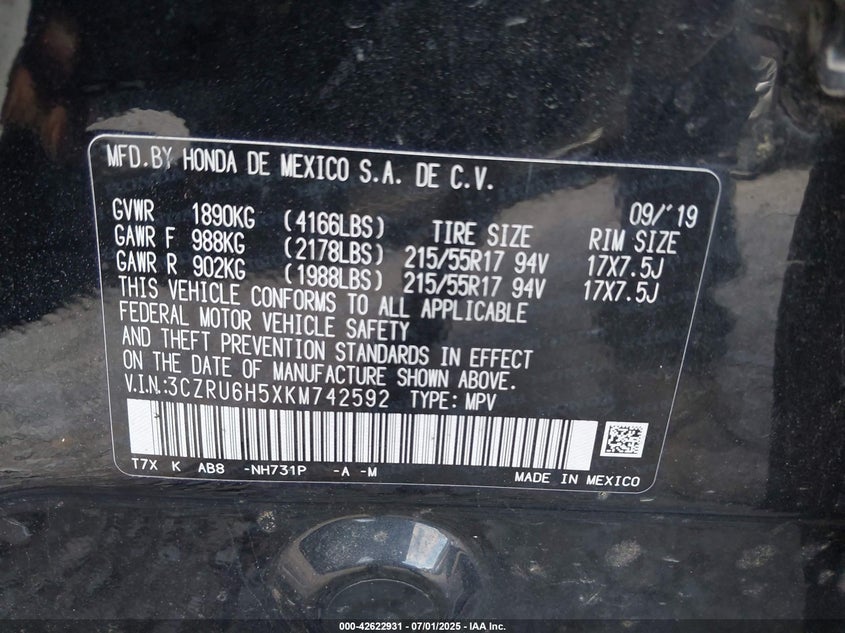 MFD.BY HONDA DE MEXICO S.A. DE C.V.
09/'19
GVWR 1890KG (4166LBS) TIRE SIZE RIM SIZE
GAWR F 988KG (2178LBS) 215/55R17 94V 17X7.5J
GAWR R 902KG (1988LBS) 215/55R17 94V 17X7.5J
THIS VEHICLE CONFORMS TO ALL APPLICABLE
FEDERAL MOTOR VEHICLE SAFETY
AND THEFT PREVENTION STANDARDS IN EFFECT
ON THE DATE OF MANUFACTURE SHOWN ABOVE.
V.I.N.:3CZRU6H5XKM742592 TYPE: MPV
T7X K AB8 -NH731P -A -M
MADE IN MEXICO
000-42622931 - 07/01/2025 - IAA Inc.